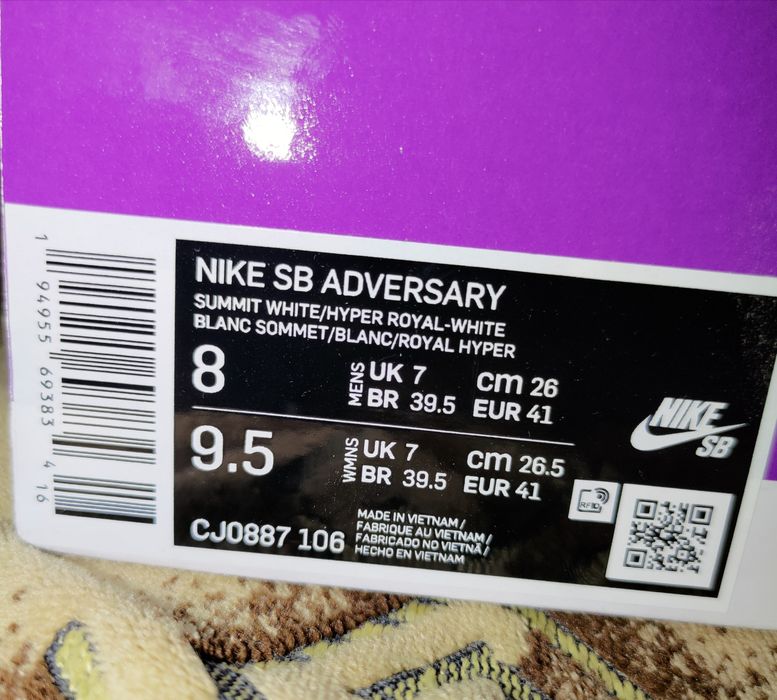 NIKE SB ADVERSARY
SUMMIT WHITE/HYPER ROYAL-WHITE
BLANC SOMMET/BLANC/ROYAL HYPER
8
MENS
UK 7 cm 26
BR 39.5 EUR 41
9.5
WMNS
UK 7 cm 26.5
BR 39.5 EUR 41
NIKE
SB
RFID
CJ0887 106
MADE IN VIETNAM /
FABRIQUE AU VIETNAM /
FABRICADO NO VIETNÃ /
HECHO EN VIETNAM
1 94955 69383 4 16